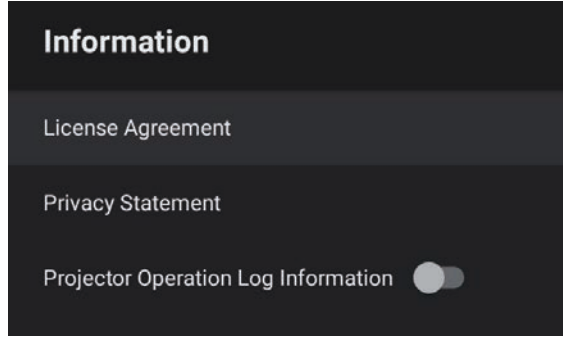 Information
License Agreement
Privacy Statement
Projector Operation Log Information